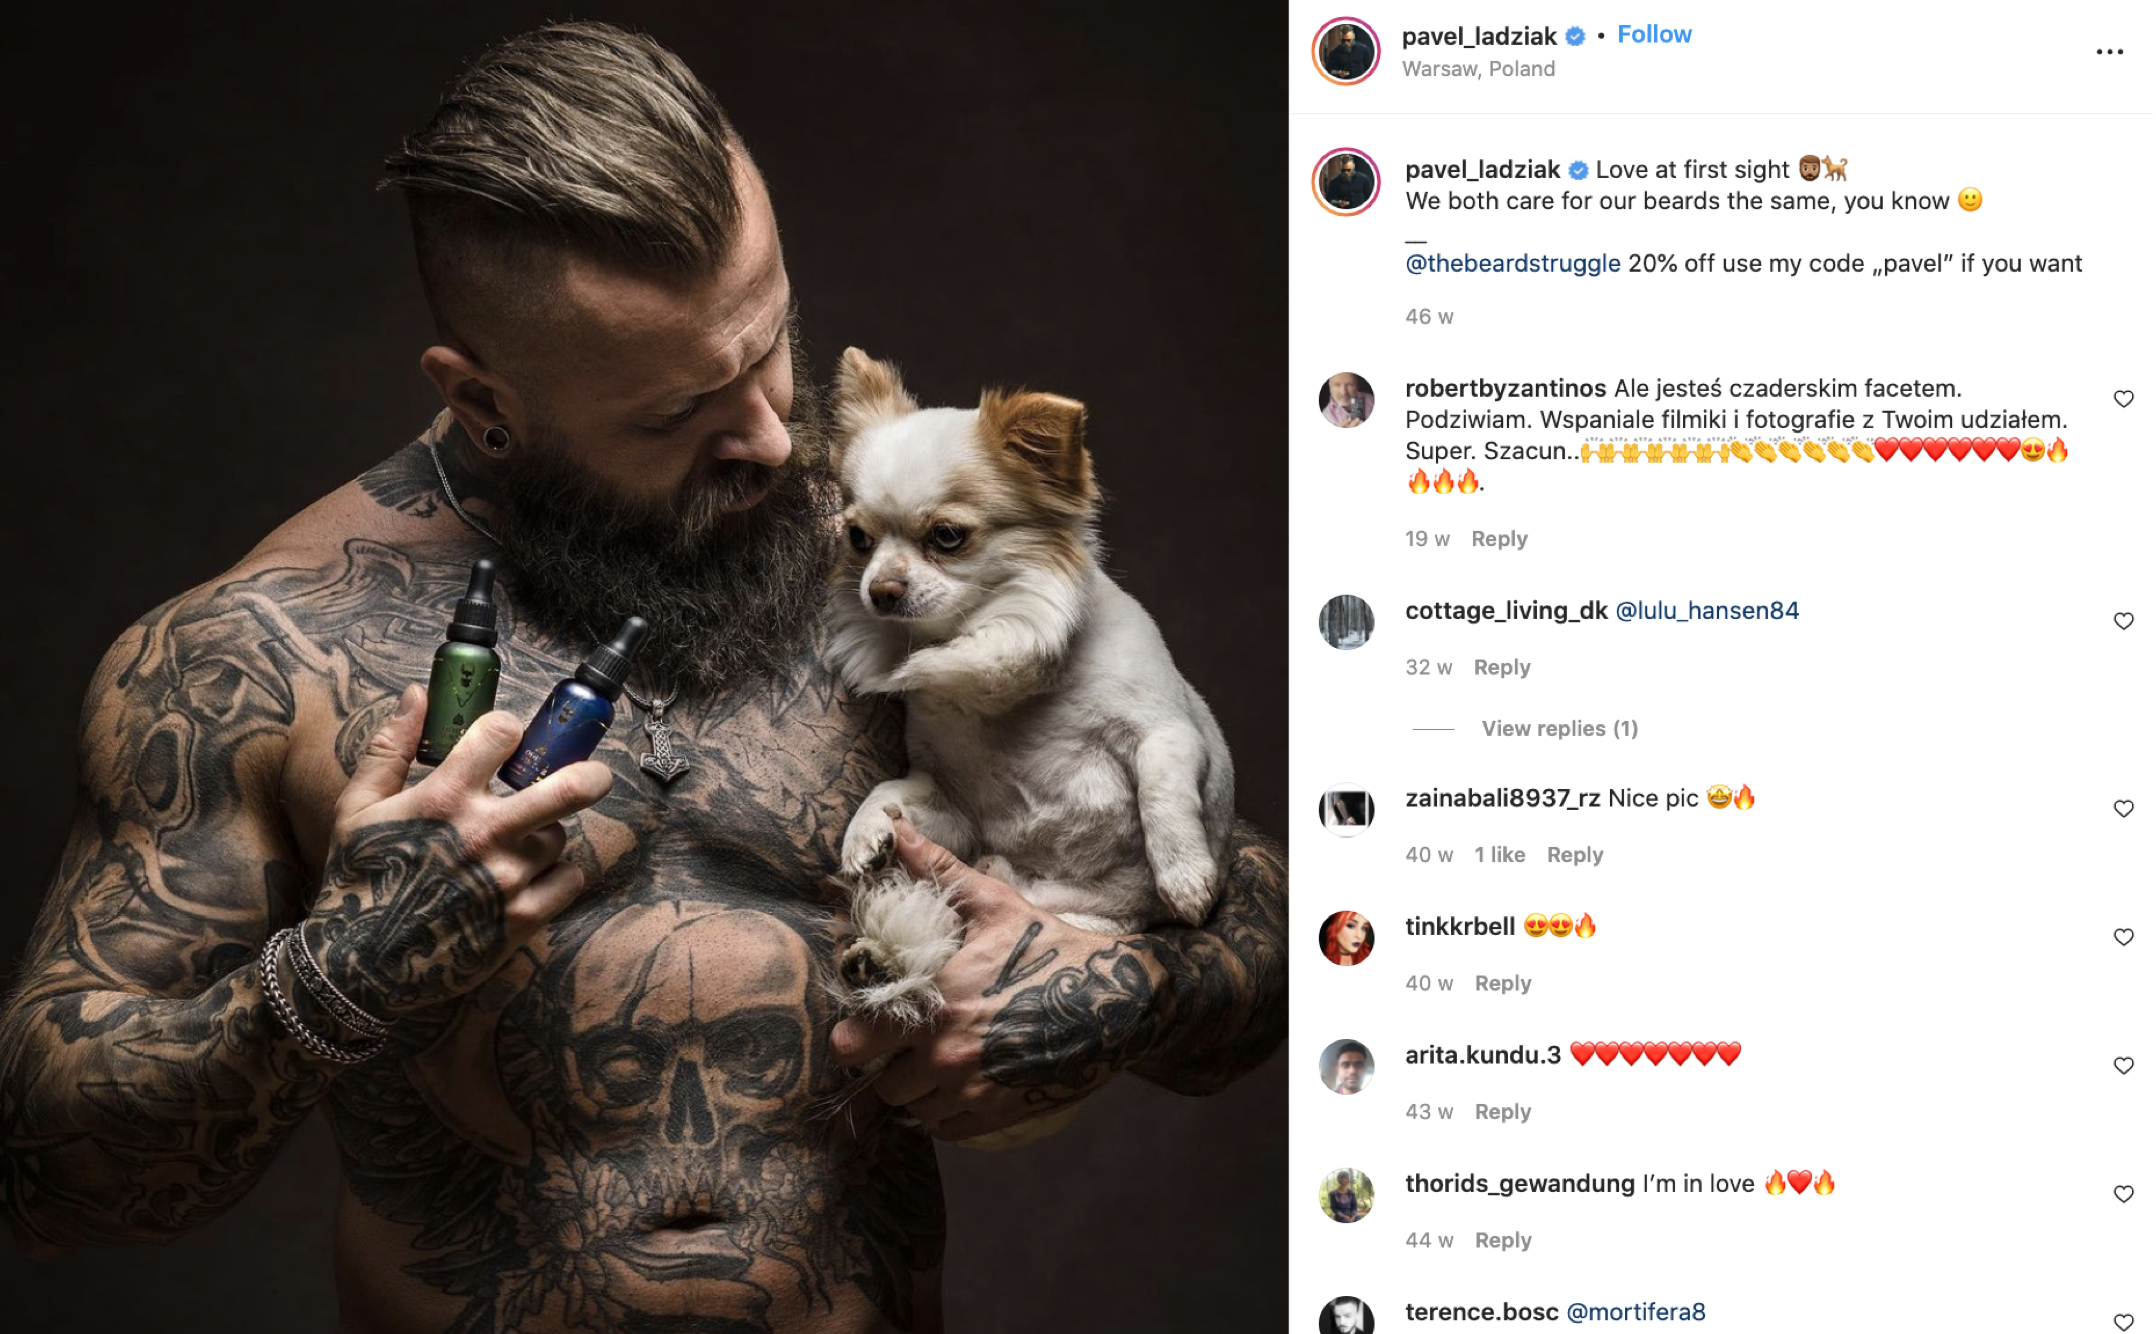 pavel_ladziak • Follow
Warsaw, Poland
pavel_ladziak Love at first sight 🧔🏽🐕
We both care for our beards the same, you know 🙂
__
@thebeardstruggle 20% off use my code „pavel” if you want
46 w
robertbyzantinos Ale jesteś czaderskim facetem.
Podziwiam. Wspaniale filmiki i fotografie z Twoim udziałem.
Super. Szacun..🙌🙌🙌🙌🙌🙌👏👏👏👏👏👏❤️❤️❤️❤️❤️❤️😍🔥
🔥🔥🔥.
19 w Reply
cottage_living_dk @lulu_hansen84
32 w Reply
View replies (1)
zainabali8937_rz Nice pic 🤩🔥
40 w 1 like Reply
tinkkrbell 😍😍🔥
40 w Reply
arita.kundu.3 ❤️❤️❤️❤️❤️❤️❤️
43 w Reply
thorids_gewandung I’m in love 🔥❤️🔥
44 w Reply
terence.bosc @mortifera8